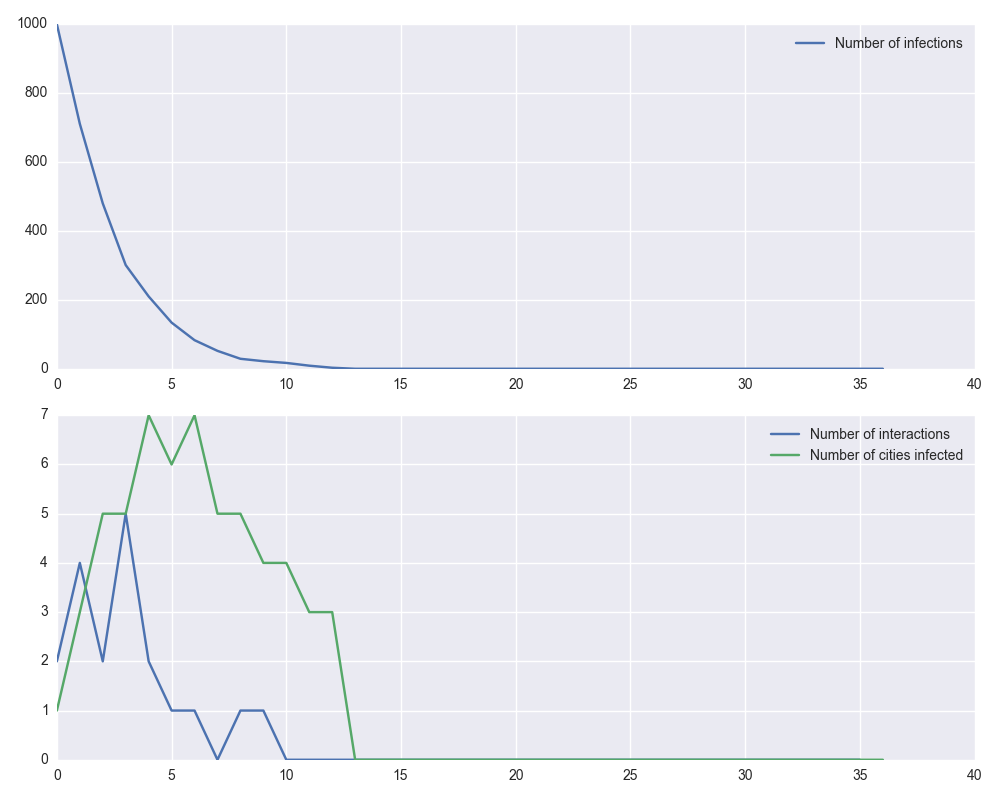 1000
Number of infections
800
600
400
200
0
0 5 10 15 20 25 30 35 40
7
Number of interactions
6
Number of cities infected
5
4
3
2
1
0
0 5 10 15 20 25 30 35 40